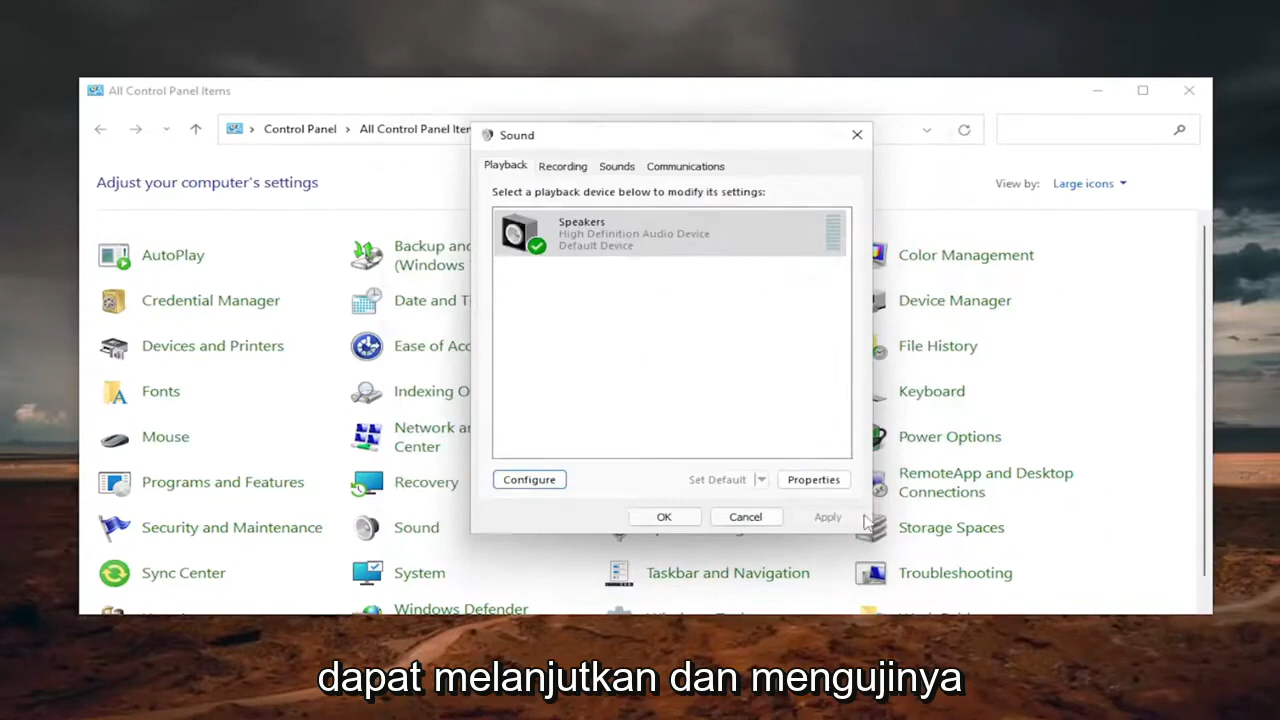 All Control Panel Items
Control Panel
All Control Panel
Adjust your computer's settings
View by:
Large icons
AutoPlay
Backup and
(Windows
Color Management
Credential Manager
Date and
Device Manager
Devices and Printers
Ease of
File History
Fonts
Indexing
Keyboard
Mouse
Network
Center
Power Options
Programs and Features
Recovery
RemoteApp and Desktop
Connections
Security and Maintenance
Sound
Storage Spaces
Sync Center
System
Taskbar and Navigation
Troubleshooting
Windows Defender
Sound
Playback
Recording
Sounds
Communications
Select a playback device below to modify its settings:
Speakers
High Definition Audio Device
Default Device
Configure
Set Default
Properties
OK
Cancel
Apply
dapat melanjutkan dan mengujinya